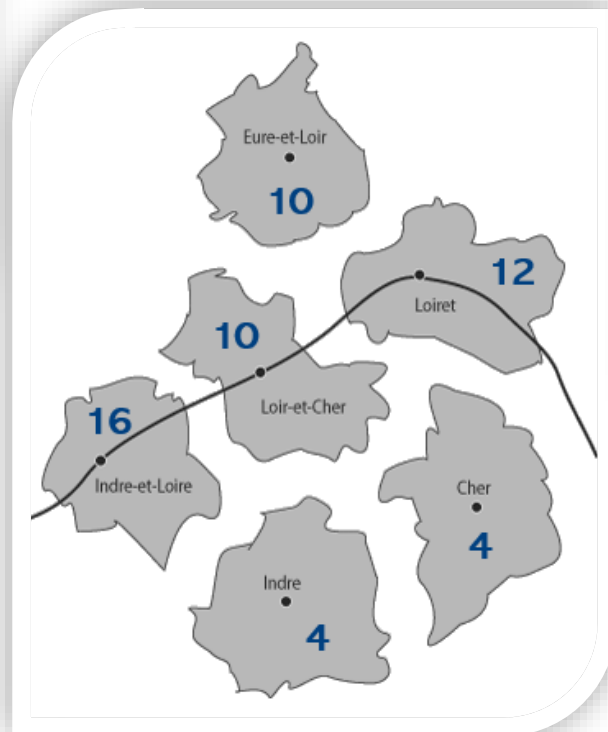 Eure-et-Loir
10
12
Loiret
10
Loir-et-Cher
16
Indre-et-Loire
Cher
4
Indre
4